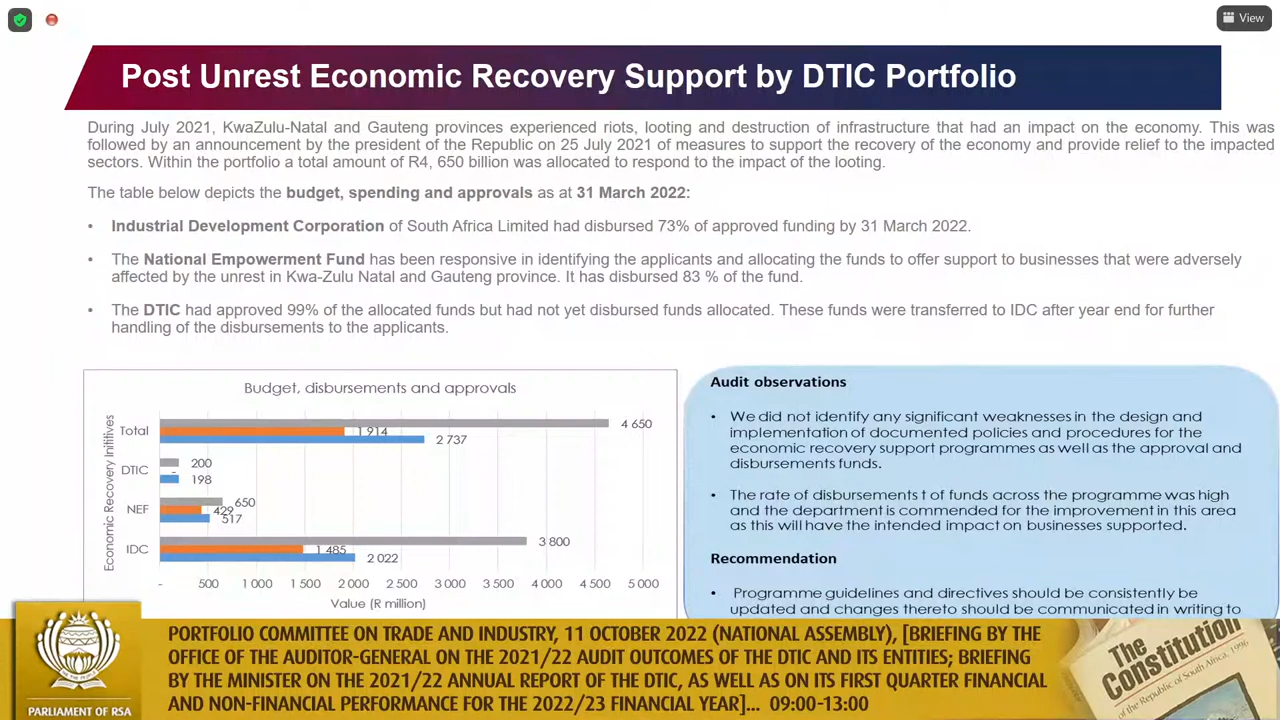 View
Post Unrest Economic Recovery Support by DTIC Portfolio
During July 2021, KwaZulu-Natal and Gauteng provinces experienced riots, looting and destruction of infrastructure that had an impact on the economy. This was
followed by an announcement by the president of the Republic on 25 July 2021 of measures to support the recovery of the economy and provide relief to the impacted
sectors. Within the portfolio a total amount of R4, 650 billion was allocated to respond to the impact of the looting.
The table below depicts the budget, spending and approvals as at 31 March 2022:
• Industrial Development Corporation of South Africa Limited had disbursed 73% of approved funding by 31 March 2022.
• The National Empowerment Fund has been responsive in identifying the applicants and allocating the funds to offer support to businesses that were adversely
affected by the unrest in Kwa-Zulu Natal and Gauteng province. It has disbursed 83 % of the fund.
• The DTIC had approved 99% of the allocated funds but had not yet disbursed funds allocated. These funds were transferred to IDC after year end for further
handling of the disbursements to the applicants.
Budget, disbursements and approvals
Economic Recovery inititives
Total
4 650
1 914
2 737
DTIC
200
-
198
NEF
650
429
517
IDC
3 800
1 485
2 022
- 500 1 000 1 500 2 000 2 500 3 000 3 500 4 000 4 500 5 000
Value (R million)
Audit observations
• We did not identify any significant weaknesses in the design and
implementation of documented policies and procedures for the
economic recovery support programmes as well as the approval and
disbursements funds.
• The rate of disbursements t of funds across the programme was high
and the department is commended for the improvement in this area
as this will have the intended impact on businesses supported.
Recommendation
• Programme guidelines and directives should be consistently be
updated and changes thereto should be communicated in writing to
PORTFOLIO COMMITTEE ON TRADE AND INDUSTRY, 11 OCTOBER 2022 (NATIONAL ASSEMBLY), [BRIEFING BY THE
OFFICE OF THE AUDITOR-GENERAL ON THE 2021/22 AUDIT OUTCOMES OF THE DTIC AND ITS ENTITIES; BRIEFING
BY THE MINISTER ON THE 2021/22 ANNUAL REPORT OF THE DTIC, AS WELL AS ON ITS FIRST QUARTER FINANCIAL
AND NON-FINANCIAL PERFORMANCE FOR THE 2022/23 FINANCIAL YEAR]... 09:00-13:00
PARLIAMENT OF RSA
The
Constitution
of the Republic of South Africa, 1996